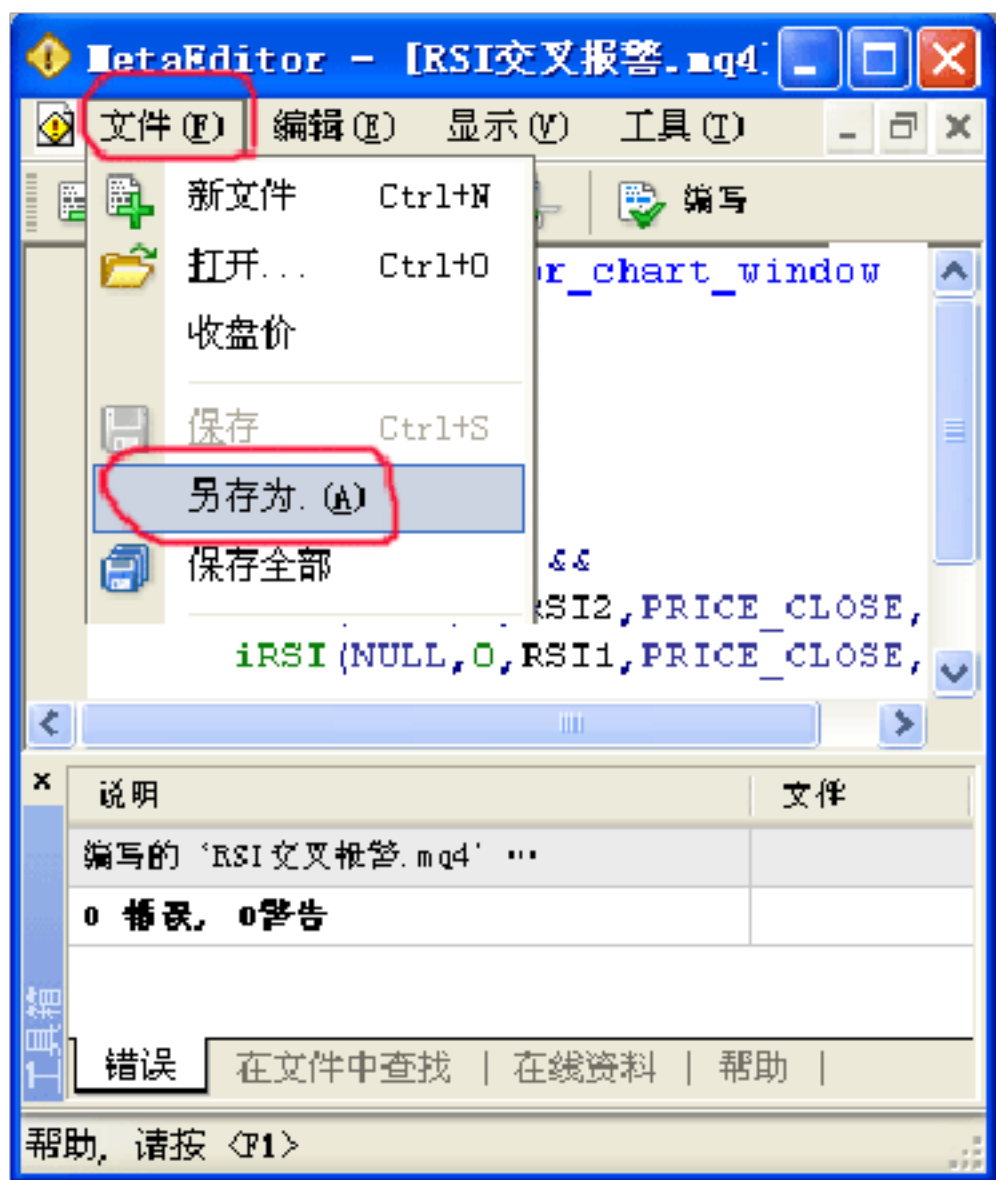 MetaEditor - [RSI交叉报警.mq4]
文件(F) 编辑(E) 显示(V) 工具(T)
新文件 Ctrl+N
编写
打开... Ctrl+O
r_chart_window
收盘价
保存 Ctrl+S
另存为.(A)
保存全部
&&
RSI2,PRICE_CLOSE,
iRSI(NULL,0,RSI1,PRICE_CLOSE,
说明 文件
编写的 'RSI交叉报警.mq4' ...
0 错误, 0警告
工具箱
错误 在文件中查找 | 在线资料 | 帮助 |
帮助, 请按 <F1>